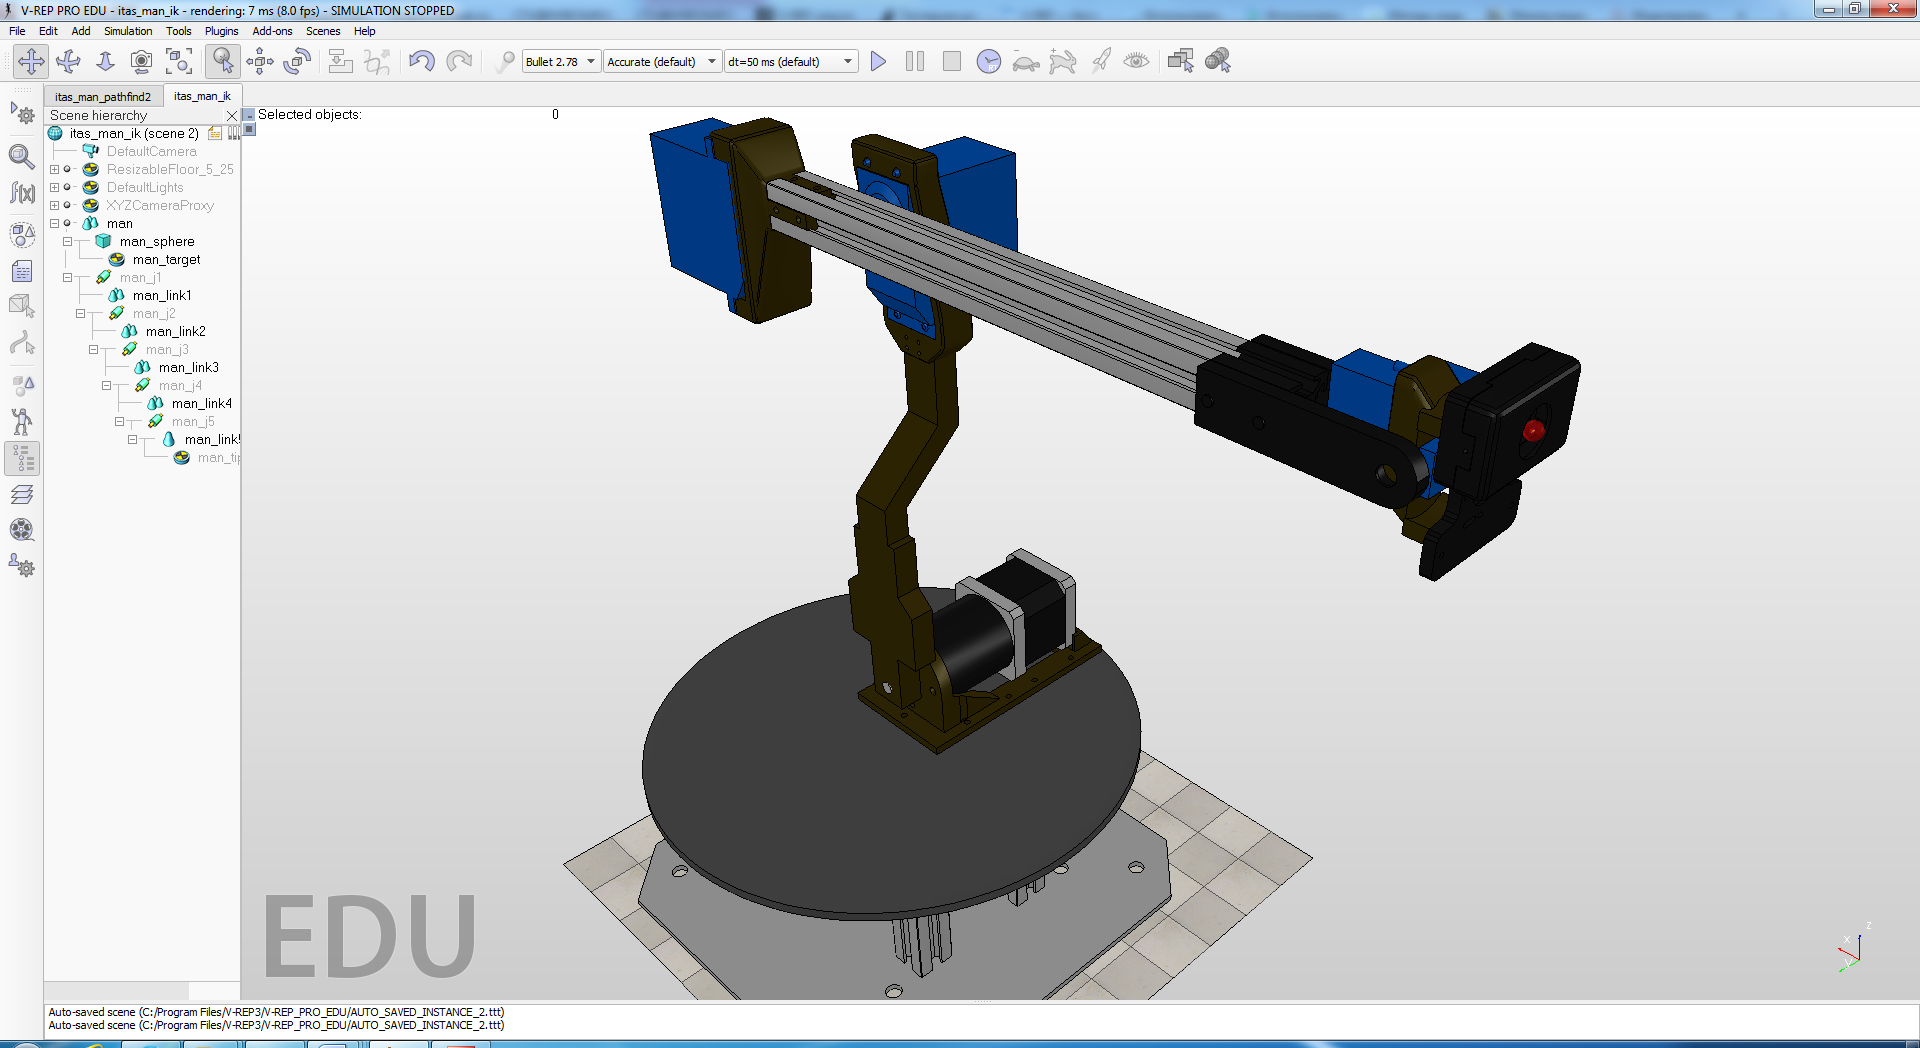 V-REP PRO EDU - itas_man_ik - rendering: 7 ms (8.0 fps) - SIMULATION STOPPED
File Edit Add Simulation Tools Plugins Add-ons Scenes Help
Bullet 2.78 Accurate (default) dt=50 ms (default)
itas_man_pathfind2 itas_man_ik
Scene hierarchy
Selected objects: 0
itas_man_ik (scene 2)
DefaultCamera
ResizableFloor_5_25
DefaultLights
XYZCameraProxy
man
man_sphere
man_target
man_j1
man_link1
man_j2
man_link2
man_j3
man_link3
man_j4
man_link4
man_j5
man_link5
man_tip
f(x)
EDU
z
x
y
Auto-saved scene (C:/Program Files/V-REP3/V-REP_PRO_EDU/AUTO_SAVED_INSTANCE_2.ttt)
Auto-saved scene (C:/Program Files/V-REP3/V-REP_PRO_EDU/AUTO_SAVED_INSTANCE_2.ttt)